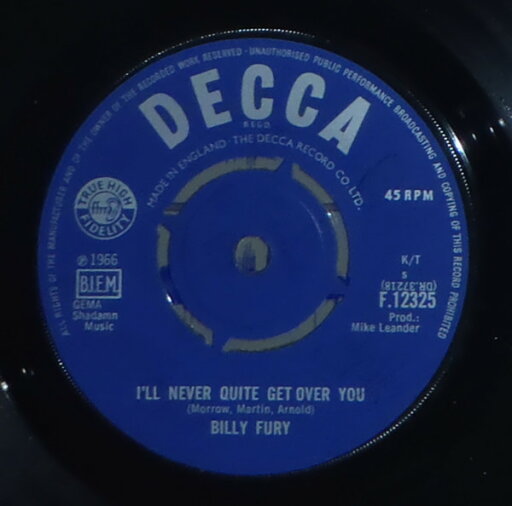 ALL RIGHTS OF THE MANUFACTURER AND OF THE OWNER OF THE RECORDED WORK RESERVED · UNAUTHORISED PUBLIC PERFORMANCE BROADCASTING AND COPYING OF THIS RECORD PROHIBITED
DECCA
REGD
MADE IN ENGLAND THE DECCA RECORD CO. LTD.
TRUE HIGH
ffrr
FIDELITY
45 RPM
℗ 1966
B.I.E.M.
GEMA
Shadamn
Music
K/T
s
(DR.37218)
F.12325
Prod.:
Mike Leander
I'LL NEVER QUITE GET OVER YOU
(Morrow, Martin, Arnold)
BILLY FURY